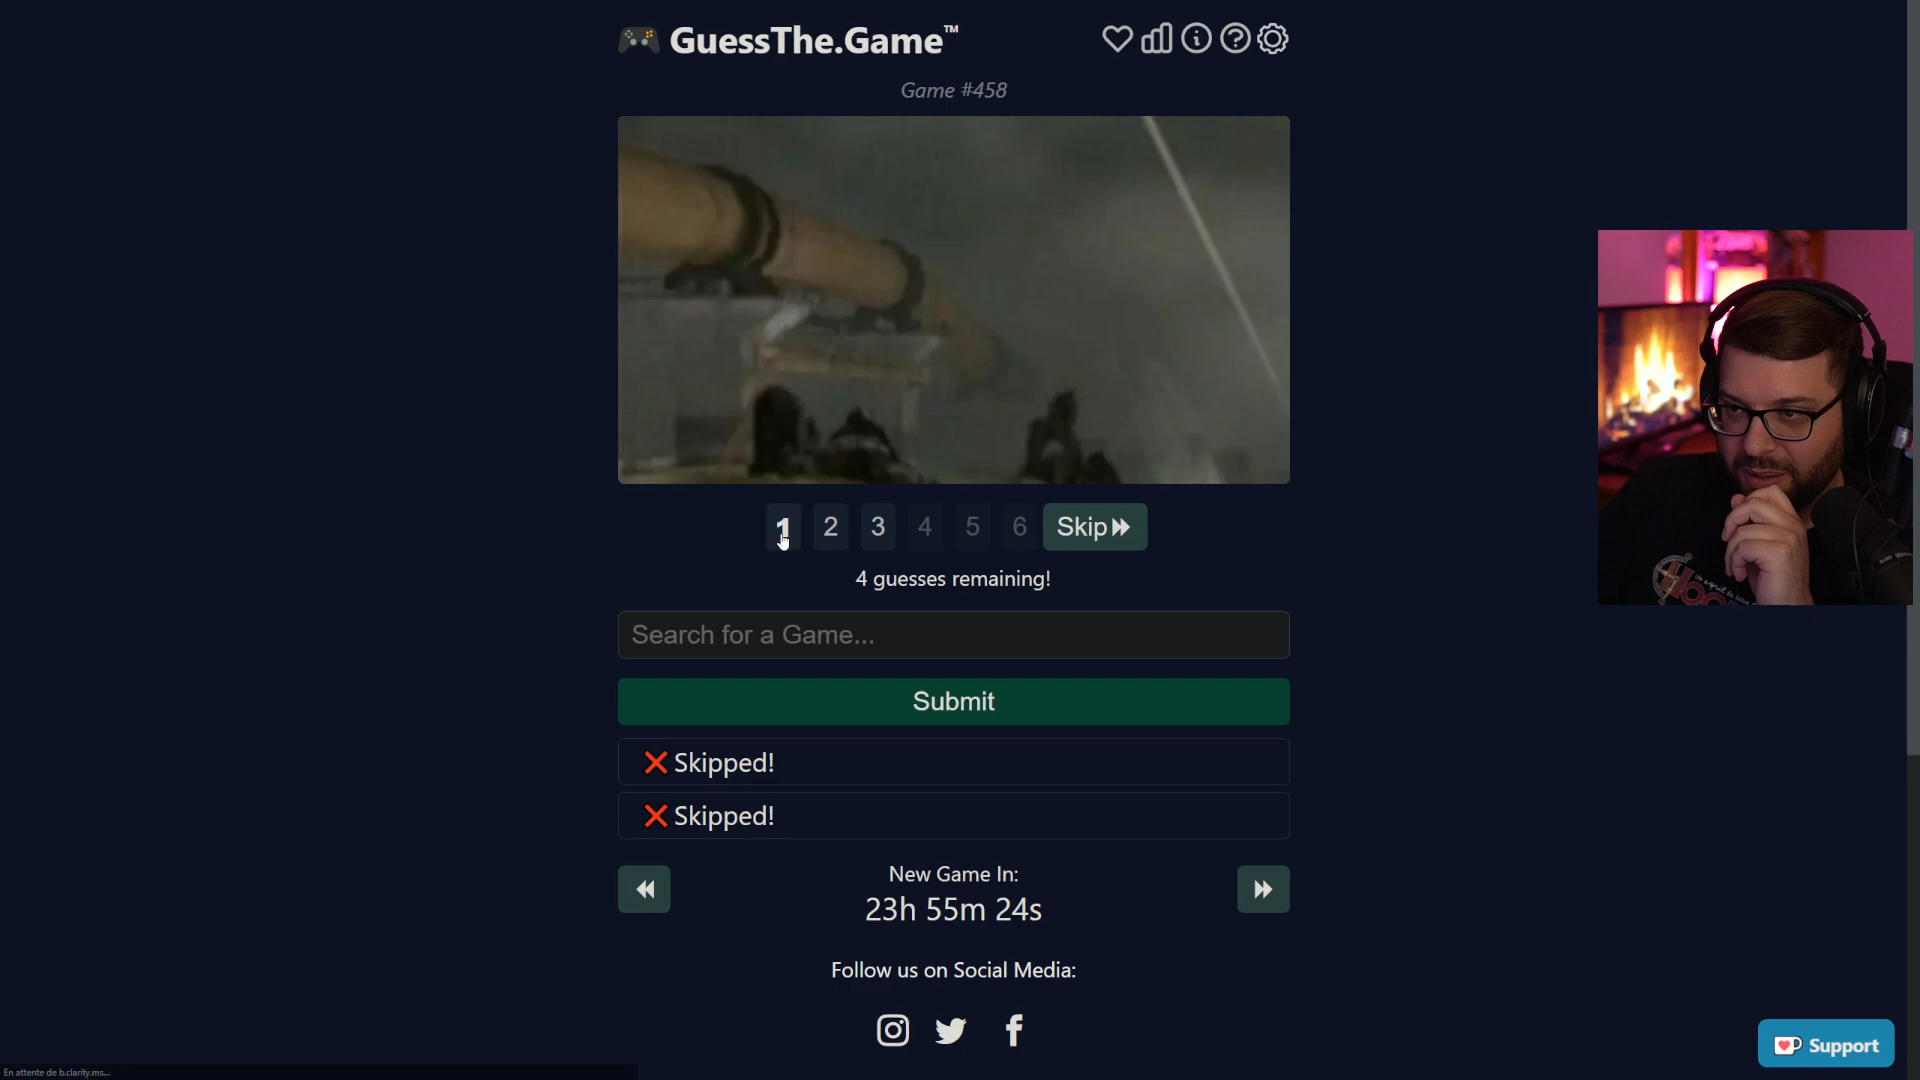 GuessThe.Game™
Game #458
1 2 3 4 5 6 Skip
4 guesses remaining!
Search for a Game...
Submit
❌ Skipped!
❌ Skipped!
New Game In:
23h 55m 24s
Follow us on Social Media:
Support
En attente de b.clarity.ms...